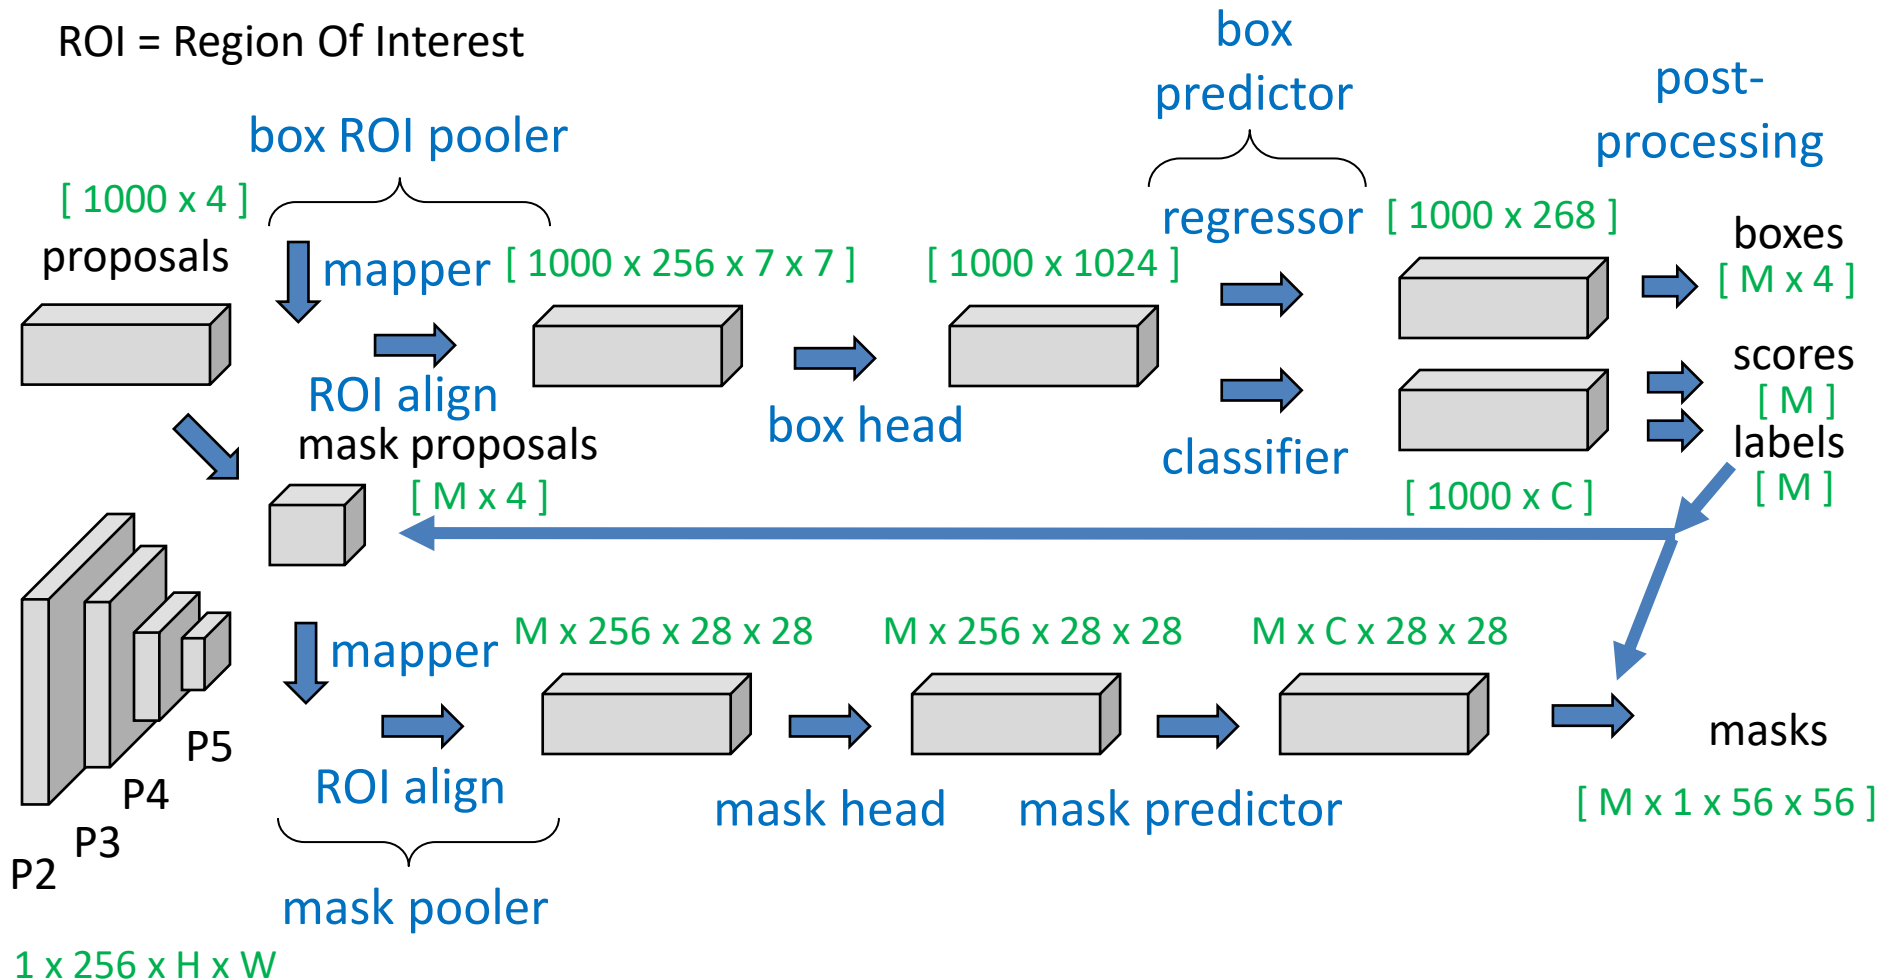 ROI = Region Of Interest
box
predictor
post-
processing
box ROI pooler
[ 1000 x 4 ]
proposals
mapper
[ 1000 x 256 x 7 x 7 ]
[ 1000 x 1024 ]
regressor
[ 1000 x 268 ]
boxes
[ M x 4 ]
ROI align
box head
classifier
scores
[ M ]
labels
[ M ]
mask proposals
[ M x 4 ]
[ 1000 x C ]
mapper
M x 256 x 28 x 28
M x 256 x 28 x 28
M x C x 28 x 28
P5
P4
P3
P2
ROI align
mask head
mask predictor
masks
[ M x 1 x 56 x 56 ]
mask pooler
1 x 256 x H x W